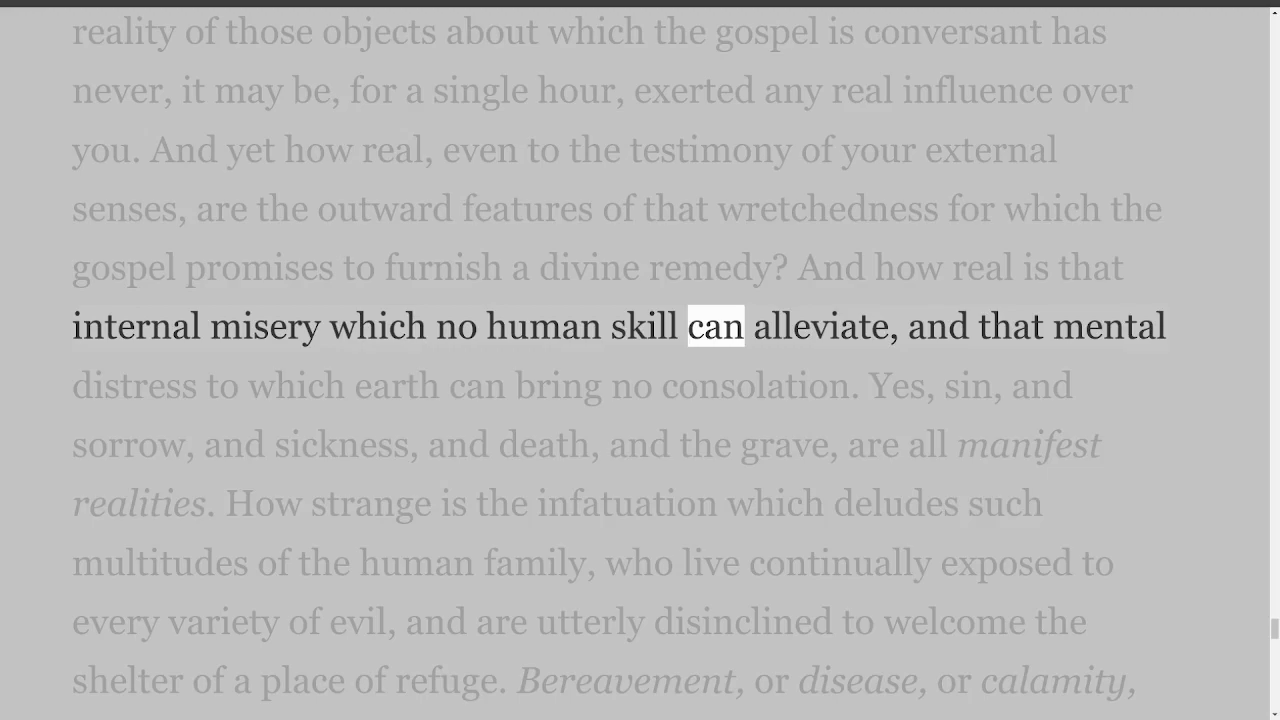 reality of those objects about which the gospel is conversant has
never, it may be, for a single hour, exerted any real influence over
you. And yet how real, even to the testimony of your external
senses, are the outward features of that wretchedness for which the
gospel promises to furnish a divine remedy? And how real is that
internal misery which no human skill can alleviate, and that mental
distress to which earth can bring no consolation. Yes, sin, and
sorrow, and sickness, and death, and the grave, are all manifest
realities. How strange is the infatuation which deludes such
multitudes of the human family, who live continually exposed to
every variety of evil, and are utterly disinclined to welcome the
shelter of a place of refuge. Bereavement, or disease, or calamity,